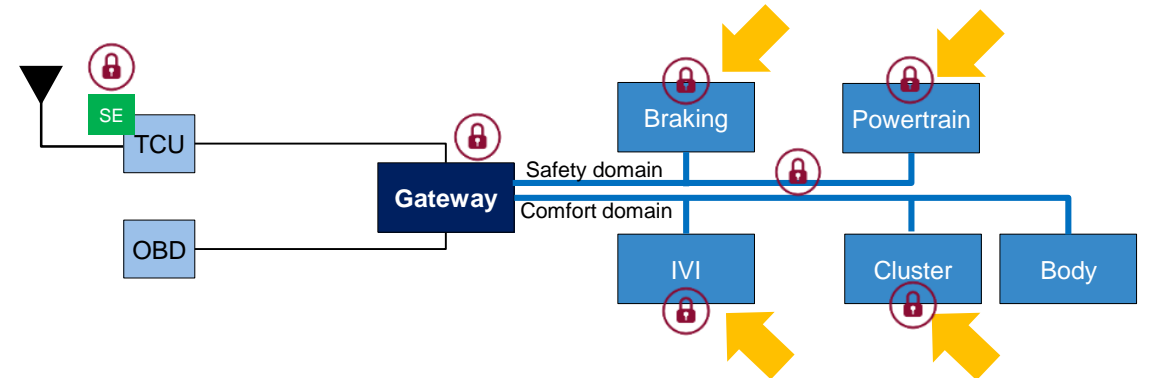 SE
TCU
OBD
Gateway
Safety domain
Comfort domain
Braking
Powertrain
IVI
Cluster
Body